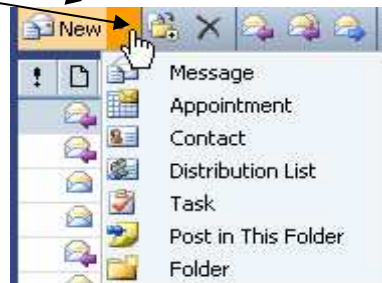 New
Message
Appointment
Contact
Distribution List
Task
Post in This Folder
Folder